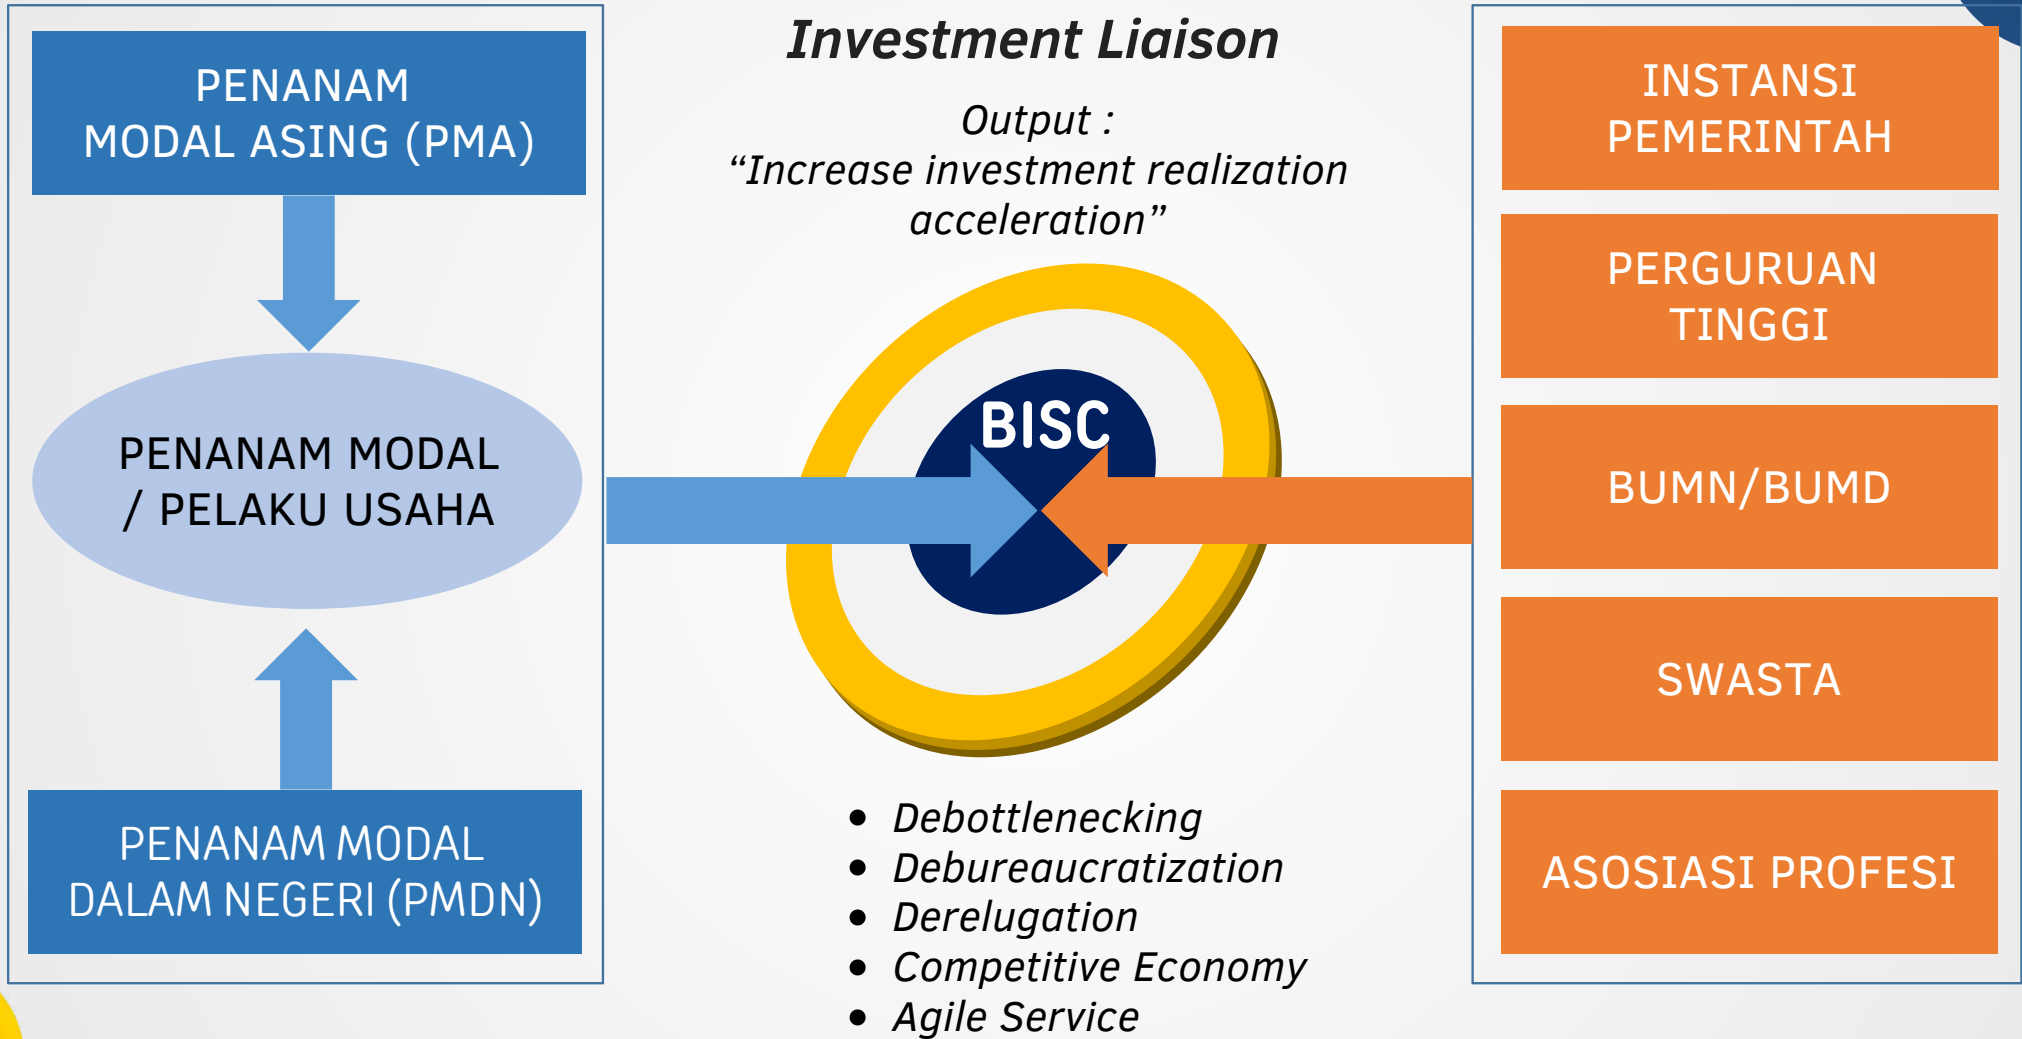 PENANAM
MODAL ASING (PMA)
PENANAM MODAL
/ PELAKU USAHA
PENANAM MODAL
DALAM NEGERI (PMDN)
Investment Liaison
Output :
“Increase investment realization
acceleration”
BISC
• Debottlenecking
• Debureaucratization
• Derelugation
• Competitive Economy
• Agile Service
INSTANSI
PEMERINTAH
PERGURUAN
TINGGI
BUMN/BUMD
SWASTA
ASOSIASI PROFESI